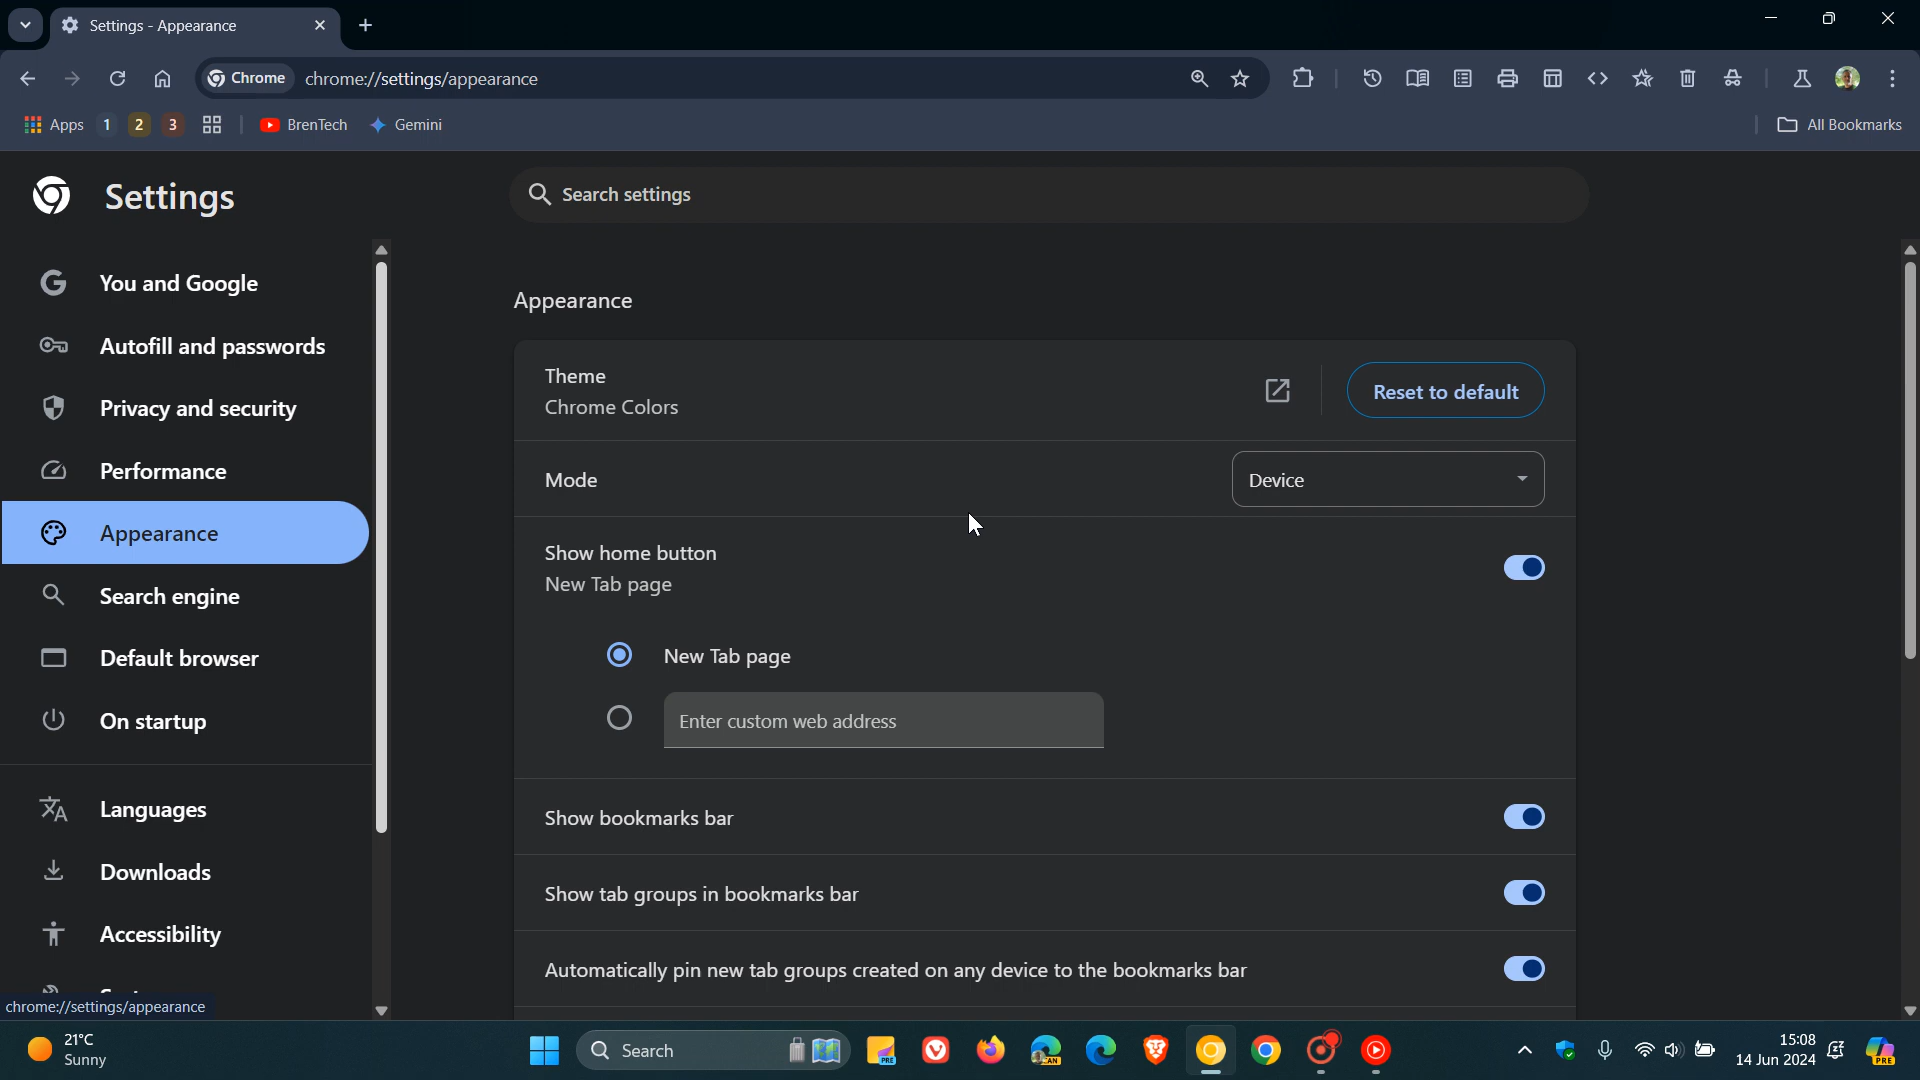 Settings - Appearance
Chrome chrome://settings/appearance
Apps 1 2 3 BrenTech Gemini All Bookmarks
Settings
Search settings
You and Google
Autofill and passwords
Privacy and security
Performance
Appearance
Search engine
Default browser
On startup
Languages
Downloads
Accessibility
chrome://settings/appearance
Appearance
Theme
Chrome Colors
Reset to default
Mode
Device
Show home button
New Tab page
New Tab page
Enter custom web address
Show bookmarks bar
Show tab groups in bookmarks bar
Automatically pin new tab groups created on any device to the bookmarks bar
21°C
Sunny
Search
PRE
CAN
15:08
14 Jun 2024
PRE